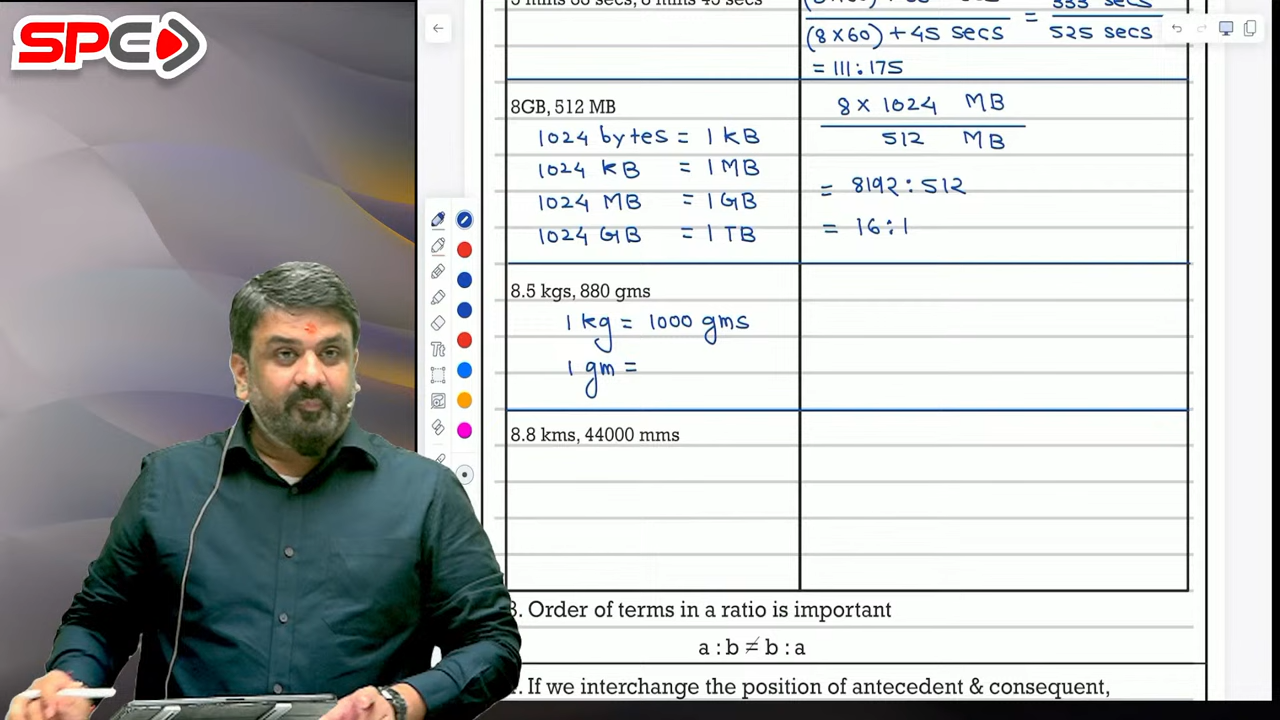 SPE
(8×60) + 45 secs = 525 secs
= 111:175
8GB, 512 MB
1024 bytes = 1 KB
1024 KB = 1 MB
1024 MB = 1 GB
1024 GB = 1 TB
8 × 1024 MB
512 MB
= 8192 : 512
= 16 : 1
8.5 kgs, 880 gms
1 kg = 1000 gms
1 gm =
8.8 kms, 44000 mms
3. Order of terms in a ratio is important
a : b ≠ b : a
. If we interchange the position of antecedent & consequent,
Tt